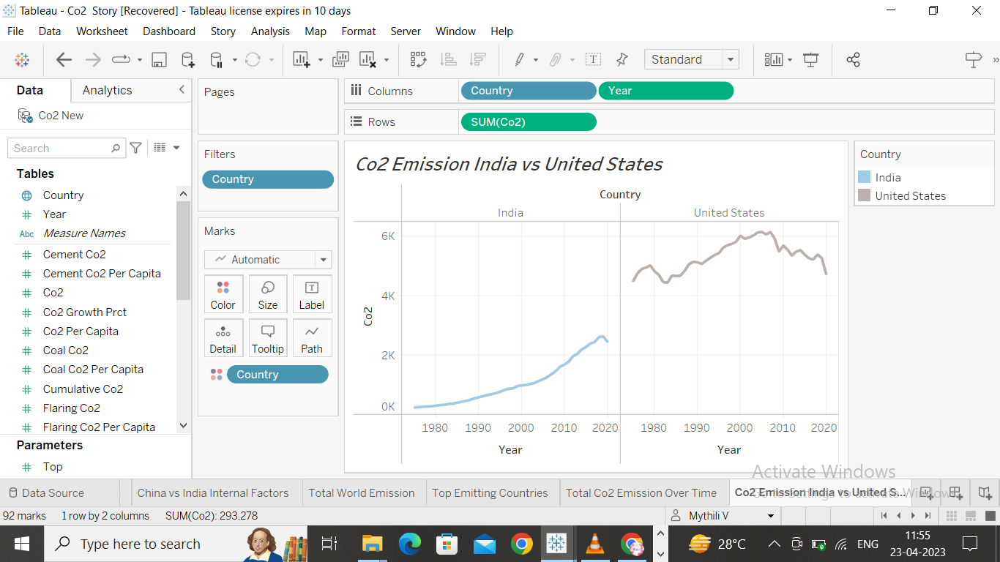 Tableau - Co2  Story [Recovered] - Tableau license expires in 10 days
File Data Worksheet Dashboard Story Analysis Map Format Server Window Help
Standard
Data Analytics
Co2 New
Search
Tables
Country
Year
Abc Measure Names
Cement Co2
Cement Co2 Per Capita
Co2
Co2 Growth Prct
Co2 Per Capita
Coal Co2
Coal Co2 Per Capita
Cumulative Co2
Flaring Co2
Flaring Co2 Per Capita
Parameters
Top
Pages
Filters
Country
Marks
Automatic
Color Size Label
Detail Tooltip Path
Country
Columns Country Year
Rows SUM(Co2)
Co2 Emission India vs United States
Country
India United States
6K
4K
2K
0K
Co2
1980 1990 2000 2010 2020 1980 1990 2000 2010 2020
Year Year
Country
India
United States
Activate Windows
Go to Settings to activate Windows.
Data Source China vs India Internal Factors Total World Emission Top Emitting Countries Total Co2 Emission Over Time Co2 Emission India vs United S...
92 marks 1 row by 2 columns SUM(Co2): 293,278 Mythili V
Type here to search 28°C ENG 11:55
23-04-2023